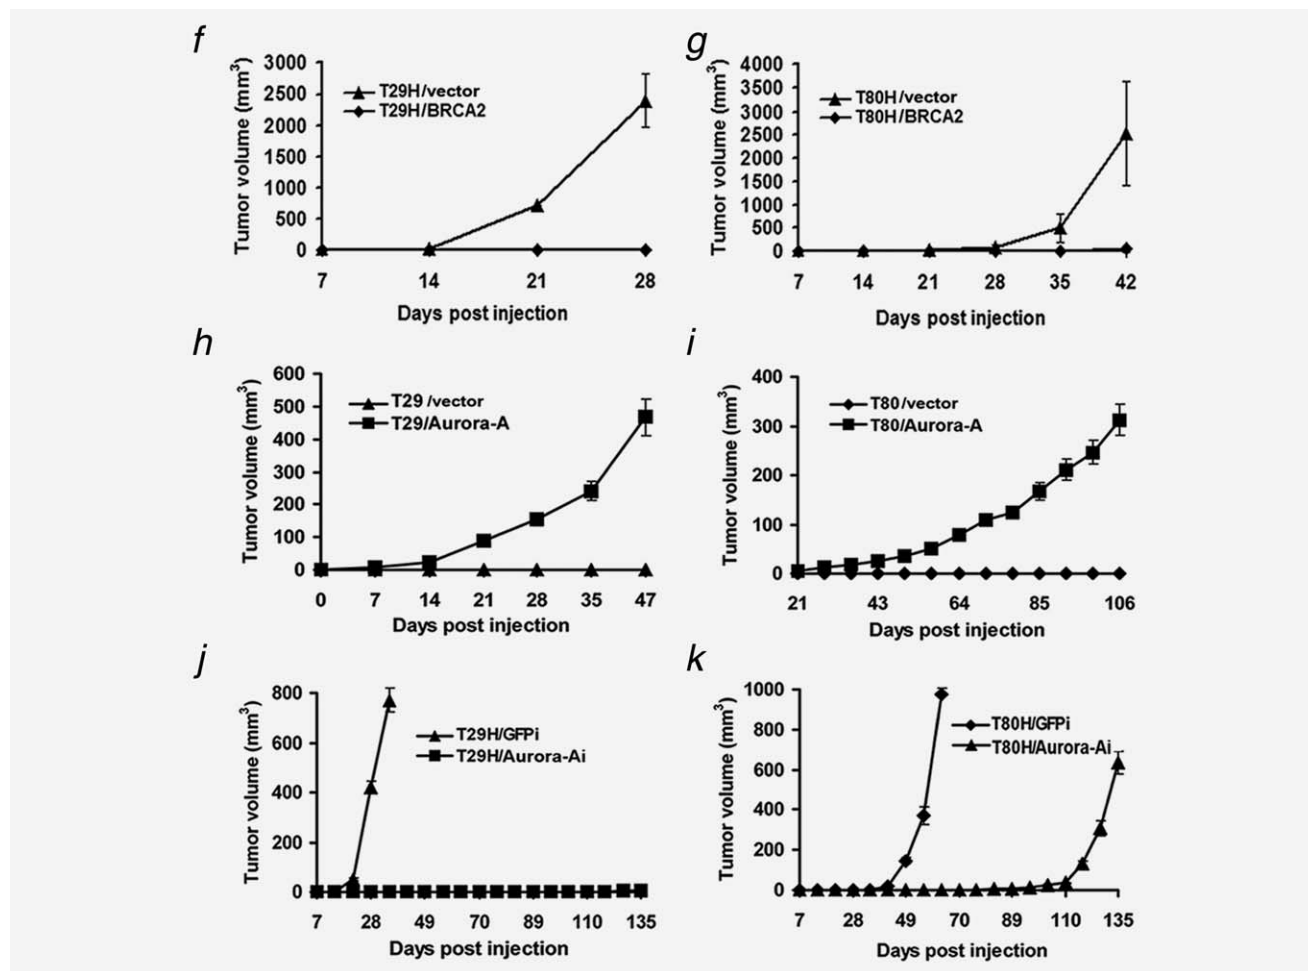 f
Tumor volume (mm3)
3000
2500
2000
1500
1000
500
0
T29H/vector
T29H/BRCA2
7 14 21 28
Days post injection
g
Tumor volume (mm3)
4000
3500
3000
2500
2000
1500
1000
500
0
T80H/vector
T80H/BRCA2
7 14 21 28 35 42
Days post injection
h
Tumor volume (mm3)
600
500
400
300
200
100
0
T29 /vector
T29/Aurora-A
0 7 14 21 28 35 47
Days post injection
i
Tumor volume (mm3)
400
300
200
100
0
T80/vector
T80/Aurora-A
21 43 64 85 106
Days post injection
j
Tumor volume (mm3)
800
600
400
200
0
T29H/GFPi
T29H/Aurora-Ai
7 28 49 70 89 110 135
Days post injection
k
Tumor volume (mm3)
1000
800
600
400
200
0
T80H/GFPi
T80H/Aurora-Ai
7 28 49 70 89 110 135
Days post injection